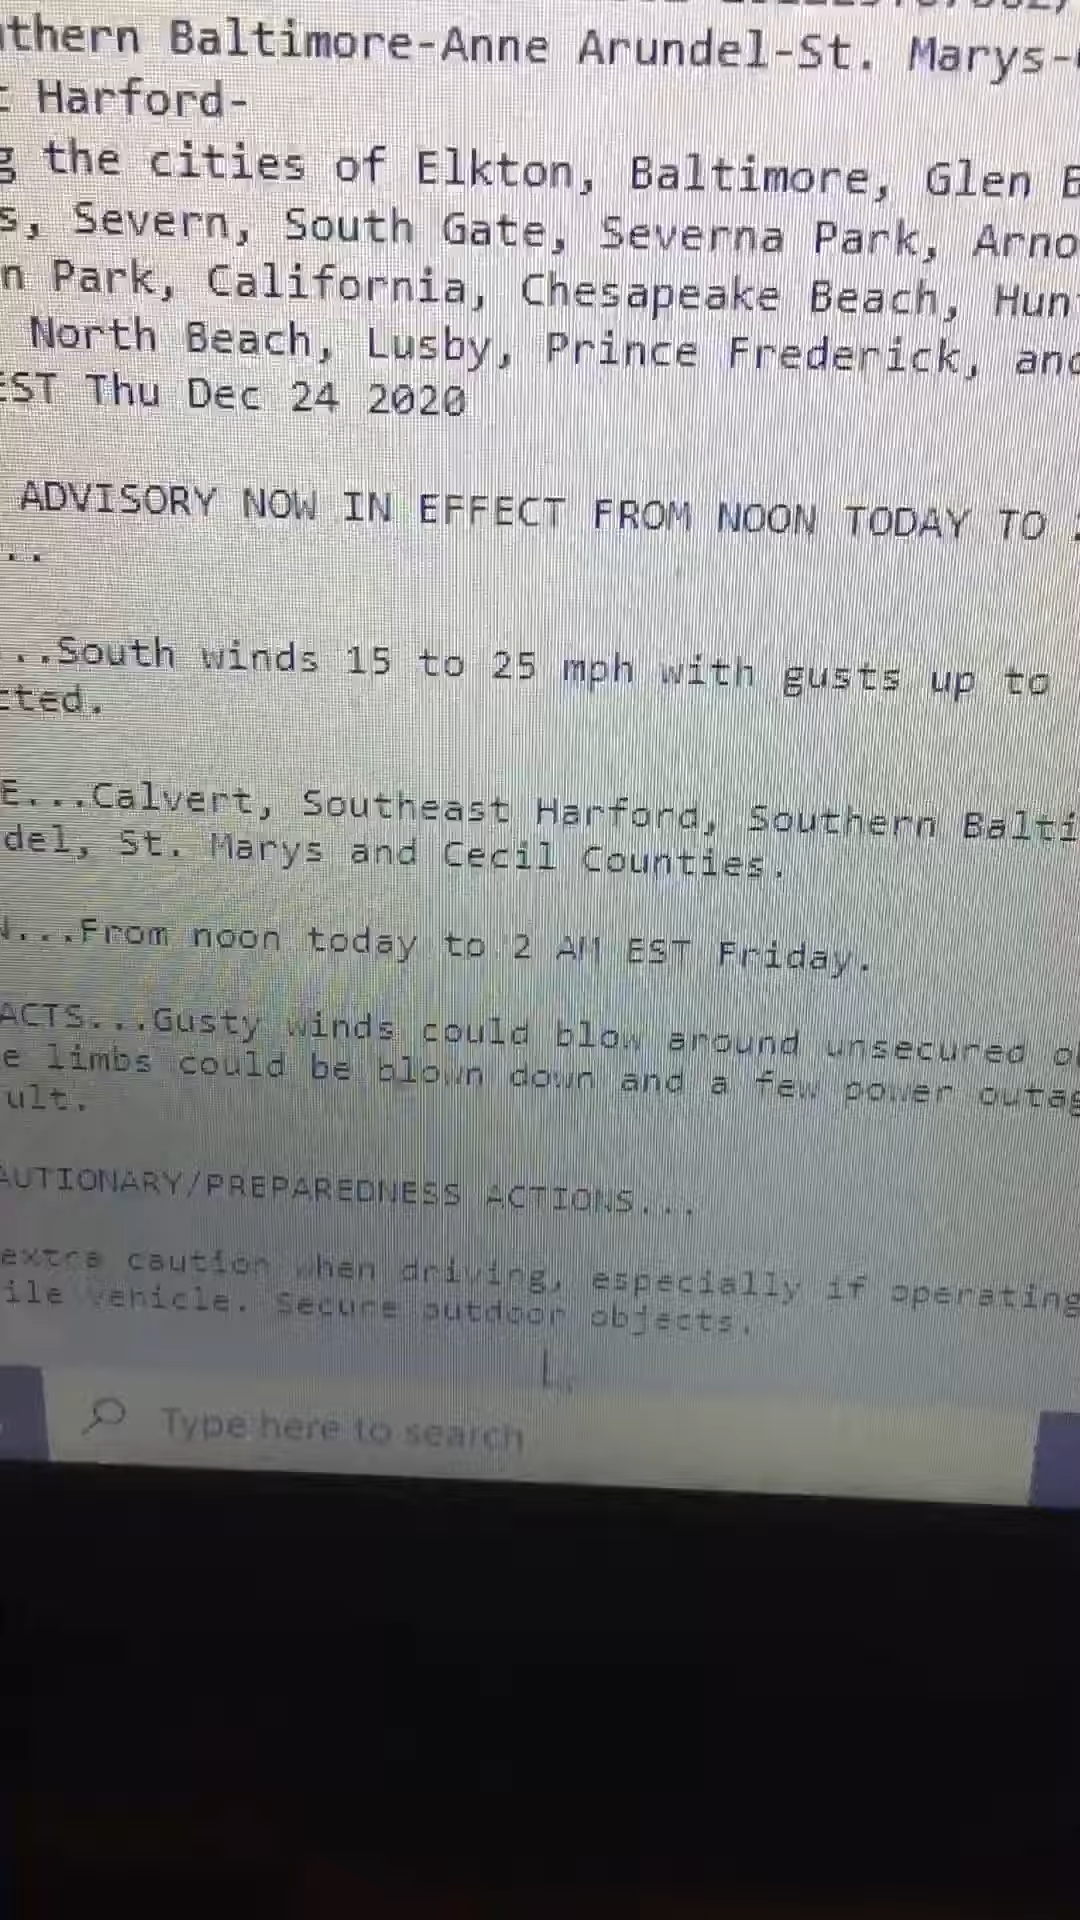 thern Baltimore-Anne Arundel-St. Marys-
Harford-
g the cities of Elkton, Baltimore, Glen B
s, Severn, South Gate, Severna Park, Arno
n Park, California, Chesapeake Beach, Hun
North Beach, Lusby, Prince Frederick, and
EST Thu Dec 24 2020
ADVISORY NOW IN EFFECT FROM NOON TODAY TO
..
..South winds 15 to 25 mph with gusts up to
cted.
E...Calvert, Southeast Harford, Southern Balti
del, St. Marys and Cecil Counties.
N...From noon today to 2 AM EST Friday.
ACTS...Gusty winds could blow around unsecured ob
e limbs could be blown down and a few power outag
ult.
AUTIONARY/PREPAREDNESS ACTIONS...
extra caution when driving, especially if operating
ile vehicle. Secure outdoor objects.
Type here to search